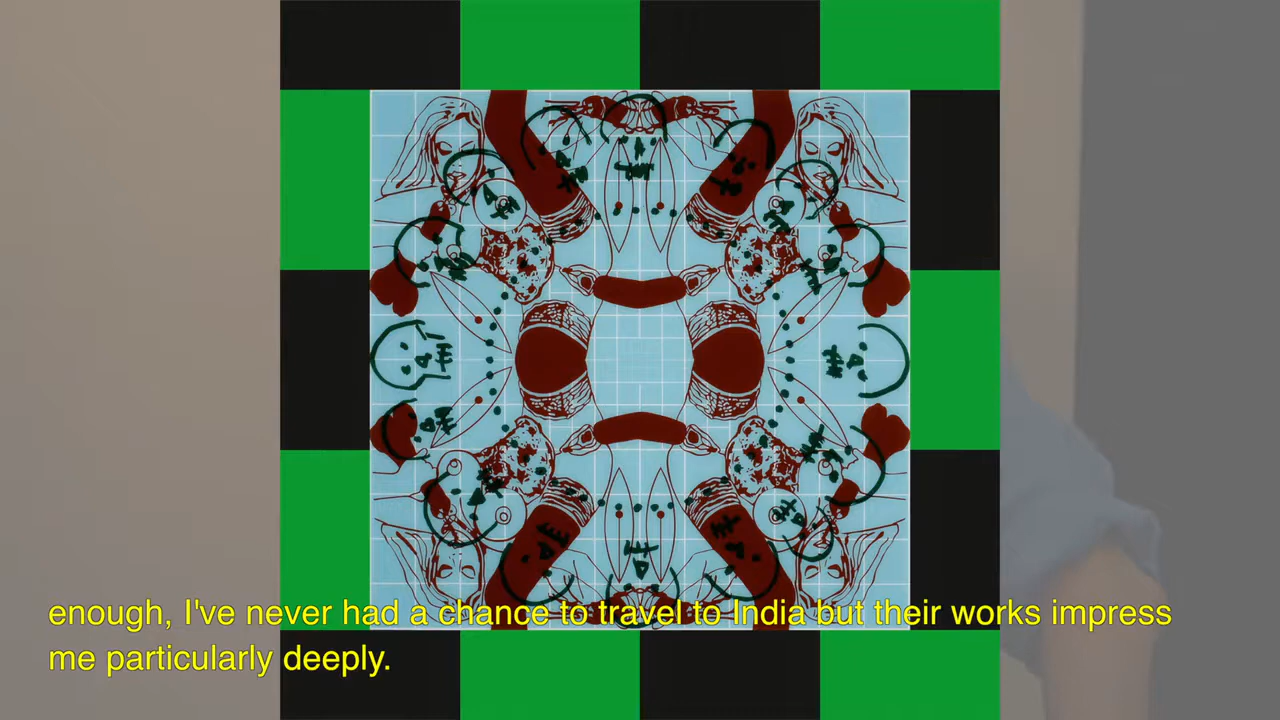 enough, I've never had a chance to travel to India but their works impress
me particularly deeply.